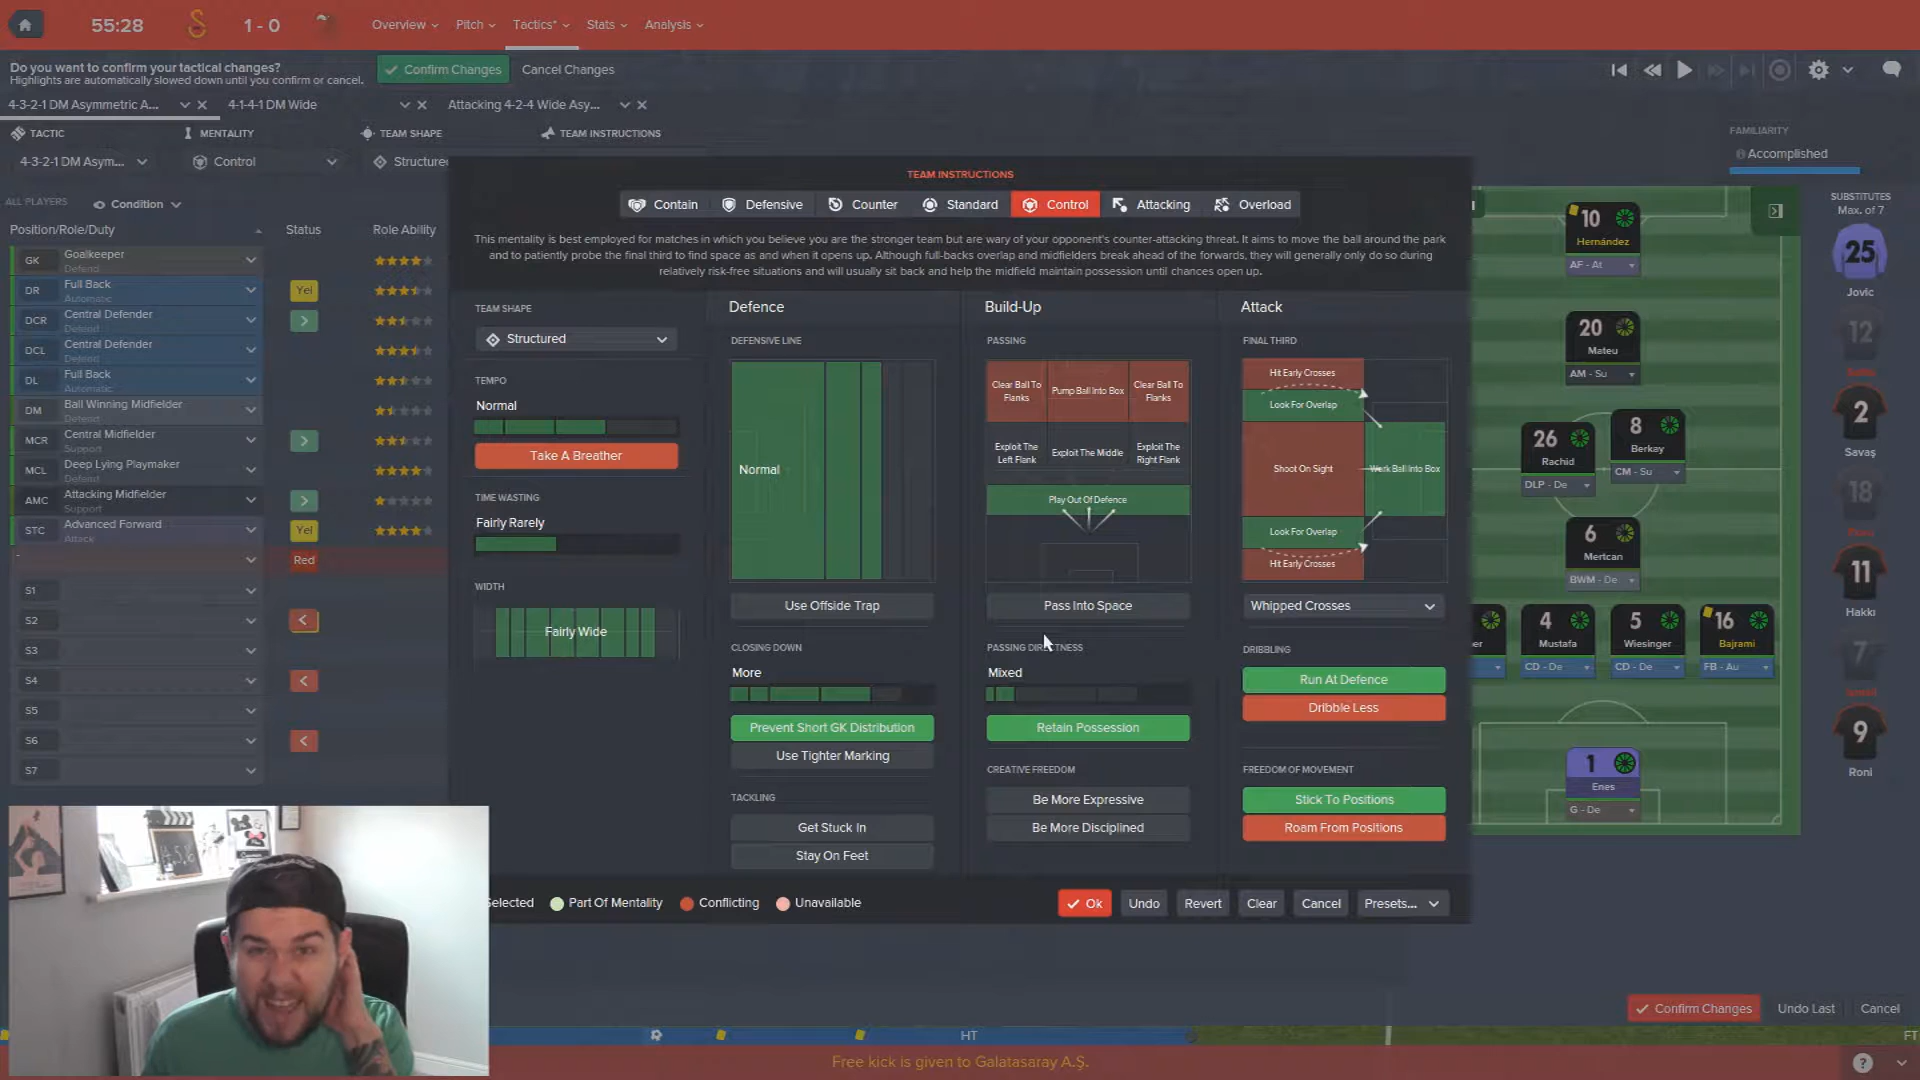 55:28
1 - 0
Overview
Pitch
Tactics*
Stats
Analysis
Do you want to confirm your tactical changes?
Highlights are automatically slowed down until you confirm or cancel.
Confirm Changes
Cancel Changes
4-3-2-1 DM Asymmetric A...
4-1-4-1 DM Wide
Attacking 4-2-4 Wide Asy...
TACTIC
MENTALITY
TEAM SHAPE
TEAM INSTRUCTIONS
4-3-2-1 DM Asym...
Control
Structured
FAMILIARITY
Accomplished
ALL PLAYERS
Condition
Position/Role/Duty
Status
Role Ability
GK
Goalkeeper
Defend
DR
Full Back
Automatic
Yel
DCR
Central Defender
Defend
DCL
Central Defender
Defend
DL
Full Back
Automatic
DM
Ball Winning Midfielder
Defend
MCR
Central Midfielder
Support
MCL
Deep Lying Playmaker
Defend
AMC
Attacking Midfielder
Support
STC
Advanced Forward
Attack
Yel
-
Red
S1
S2
S3
S4
S5
S6
S7
TEAM INSTRUCTIONS
Contain
Defensive
Counter
Standard
Control
Attacking
Overload
This mentality is best employed for matches in which you believe you are the stronger team but are wary of your opponent's counter-attacking threat. It aims to move the ball around the park
and to patiently probe the final third to find space as and when it opens up. Although full-backs overlap and midfielders break ahead of the forwards, they will generally only do so during
relatively risk-free situations and will usually sit back and help the midfield maintain possession until chances open up.
TEAM SHAPE
Structured
TEMPO
Normal
Take A Breather
TIME WASTING
Fairly Rarely
WIDTH
Fairly Wide
Defence
DEFENSIVE LINE
Normal
Use Offside Trap
CLOSING DOWN
More
Prevent Short GK Distribution
Use Tighter Marking
TACKLING
Get Stuck In
Stay On Feet
Build-Up
PASSING
Clear Ball To Flanks
Pump Ball Into Box
Clear Ball To Flanks
Exploit The Left Flank
Exploit The Middle
Exploit The Right Flank
Play Out Of Defence
Pass Into Space
PASSING DIRECTNESS
Mixed
Retain Possession
CREATIVE FREEDOM
Be More Expressive
Be More Disciplined
Attack
FINAL THIRD
Hit Early Crosses
Look For Overlap
Shoot On Sight
Work Ball Into Box
Look For Overlap
Hit Early Crosses
Whipped Crosses
DRIBBLING
Run At Defence
Dribble Less
FREEDOM OF MOVEMENT
Stick To Positions
Roam From Positions
Selected
Part Of Mentality
Conflicting
Unavailable
Ok
Undo
Revert
Clear
Cancel
Presets...
10
Hernández
AF - At
20
Mateu
AM - Su
26
Rachid
DLP - De
8
Berkay
CM - Su
6
Mertcan
BWM - De
er
4
Mustafa
CD - De
5
Wiesinger
CD - De
16
Bajrami
FB - Au
1
Enes
G - De
SUBSTITUTES
Max. of 7
25
Jovic
12
2
Savaş
18
11
Hakkı
7
9
Roni
Confirm Changes
Undo Last
Cancel
HT
FT
Free kick is given to Galatasaray A.Ş.
?